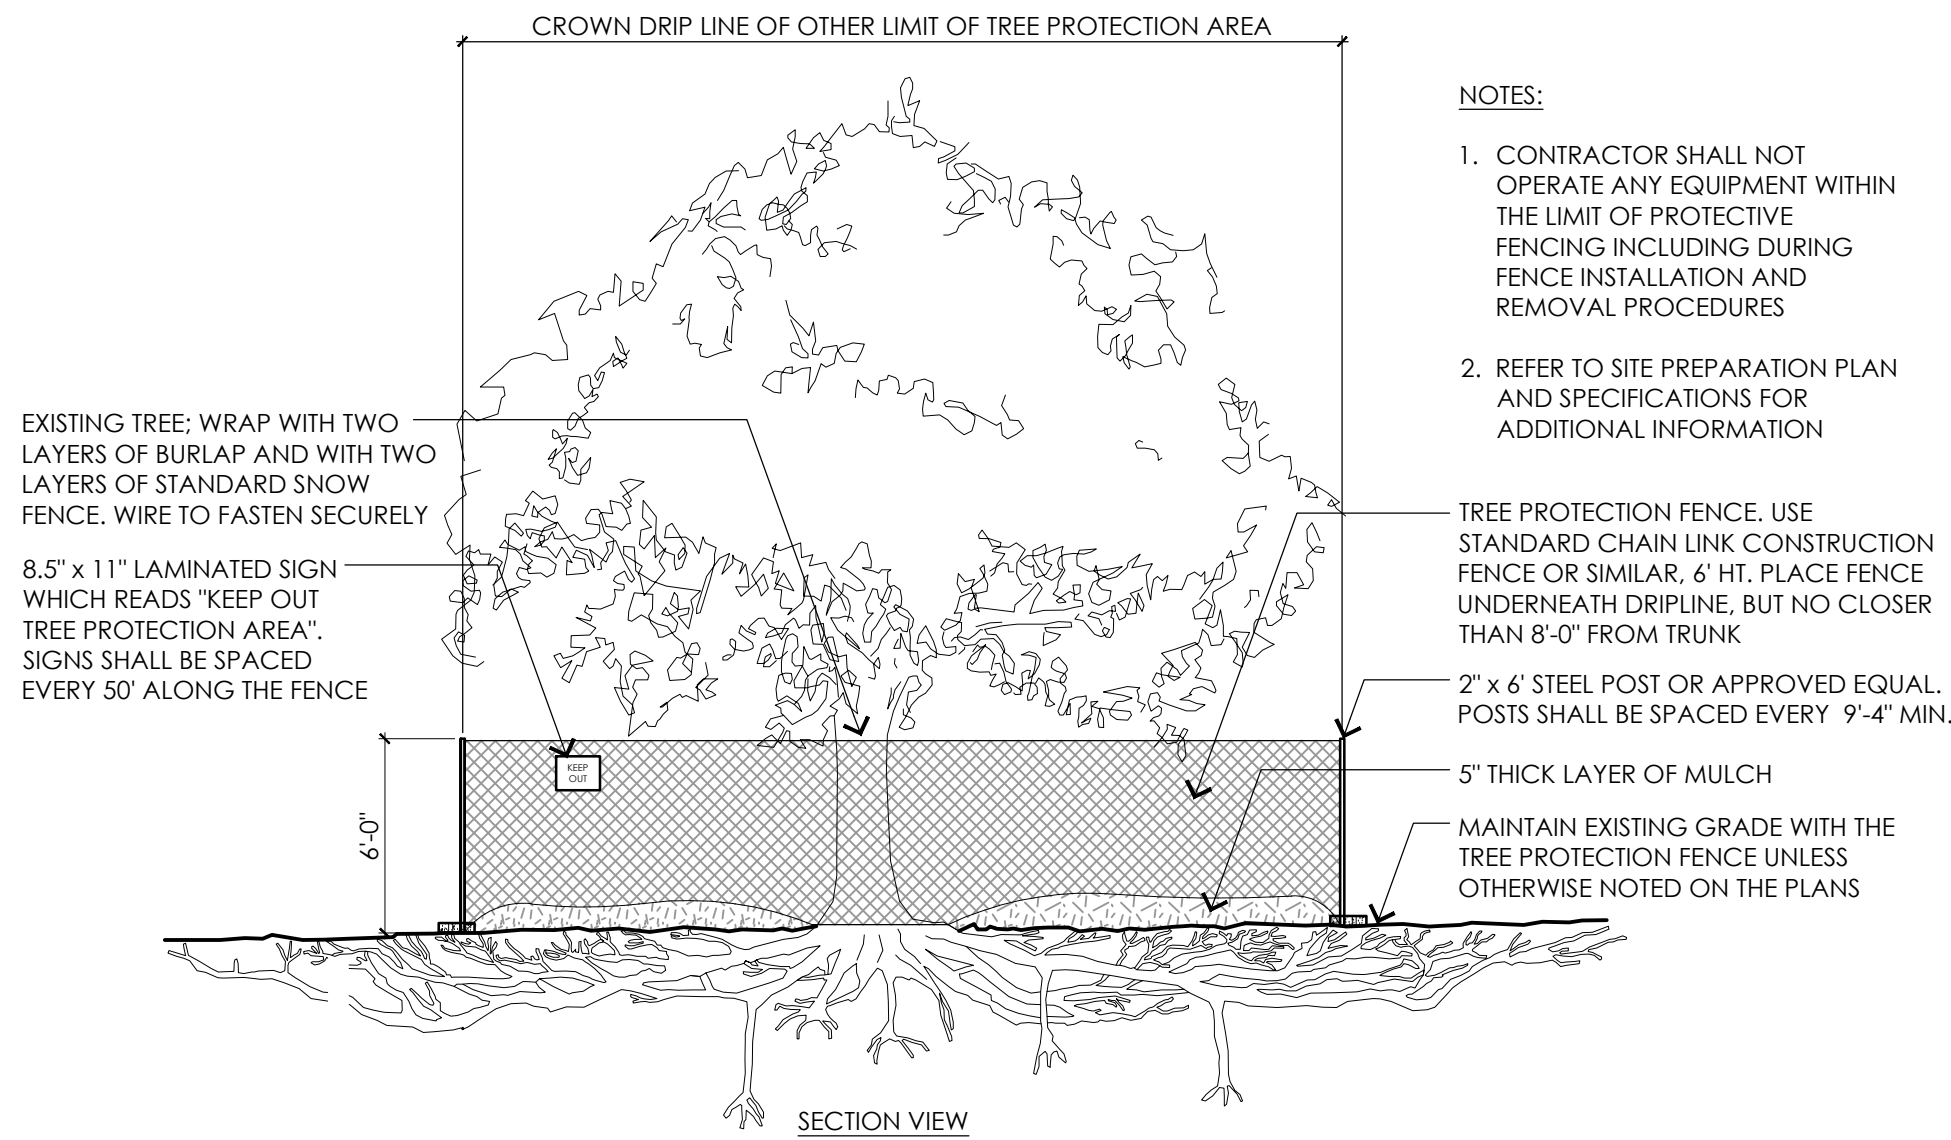 CROWN DRIP LINE OF OTHER LIMIT OF TREE PROTECTION AREA
NOTES:
1. CONTRACTOR SHALL NOT
OPERATE ANY EQUIPMENT WITHIN
THE LIMIT OF PROTECTIVE
FENCING INCLUDING DURING
FENCE INSTALLATION AND
REMOVAL PROCEDURES
2. REFER TO SITE PREPARATION PLAN
AND SPECIFICATIONS FOR
ADDITIONAL INFORMATION
EXISTING TREE; WRAP WITH TWO
LAYERS OF BURLAP AND WITH TWO
LAYERS OF STANDARD SNOW
FENCE. WIRE TO FASTEN SECURELY
8.5" x 11" LAMINATED SIGN
WHICH READS "KEEP OUT
TREE PROTECTION AREA".
SIGNS SHALL BE SPACED
EVERY 50' ALONG THE FENCE
TREE PROTECTION FENCE. USE
STANDARD CHAIN LINK CONSTRUCTION
FENCE OR SIMILAR, 6' HT. PLACE FENCE
UNDERNEATH DRIPLINE, BUT NO CLOSER
THAN 8'-0" FROM TRUNK
2" x 6' STEEL POST OR APPROVED EQUAL.
POSTS SHALL BE SPACED EVERY 9'-4" MIN.
5" THICK LAYER OF MULCH
MAINTAIN EXISTING GRADE WITH THE
TREE PROTECTION FENCE UNLESS
OTHERWISE NOTED ON THE PLANS
KEEP
OUT
6'-0"
SECTION VIEW